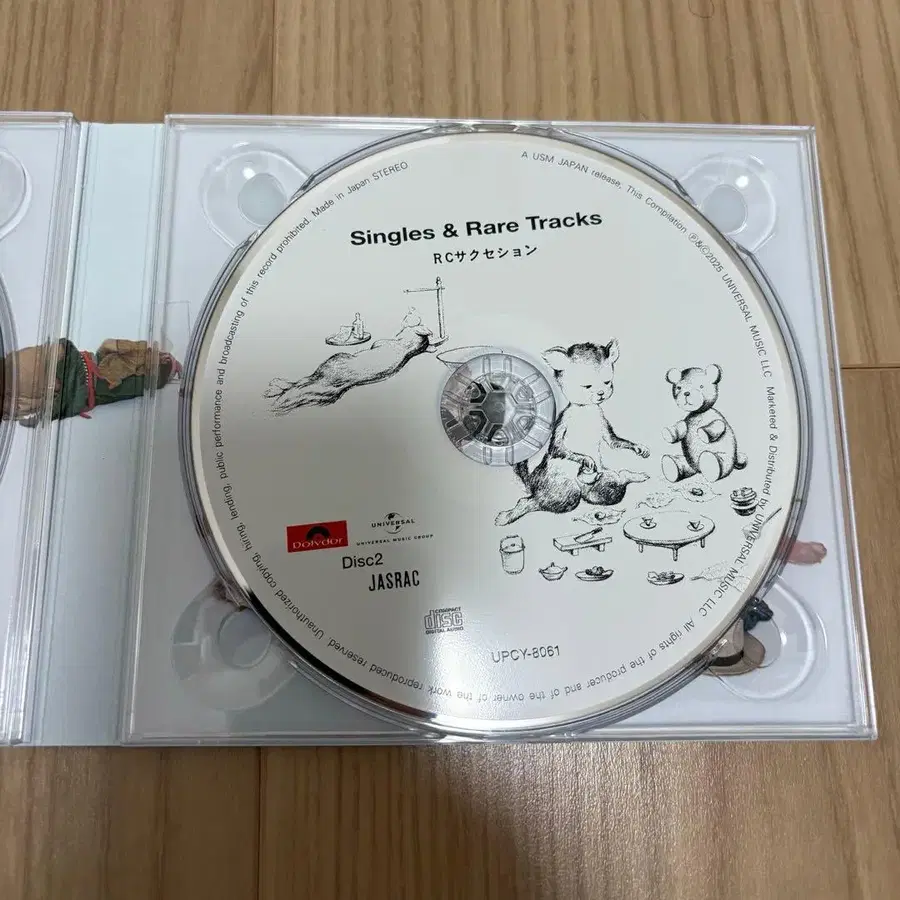 Singles & Rare Tracks
RCサクセション
Polydor
UNIVERSAL
UNIVERSAL MUSIC GROUP
Disc2
JASRAC
COMPACT
disc
DIGITAL AUDIO
UPCY-8061
A USM JAPAN release, This Compilation ℗&©2025 UNIVERSAL MUSIC LLC Marketed & Distributed by UNIVERSAL MUSIC LLC. All rights of the producer and of the owner of the work reproduced reserved. Unauthorized copying, hiring, lending, public performance and broadcasting of this record prohibited. Made in Japan STEREO